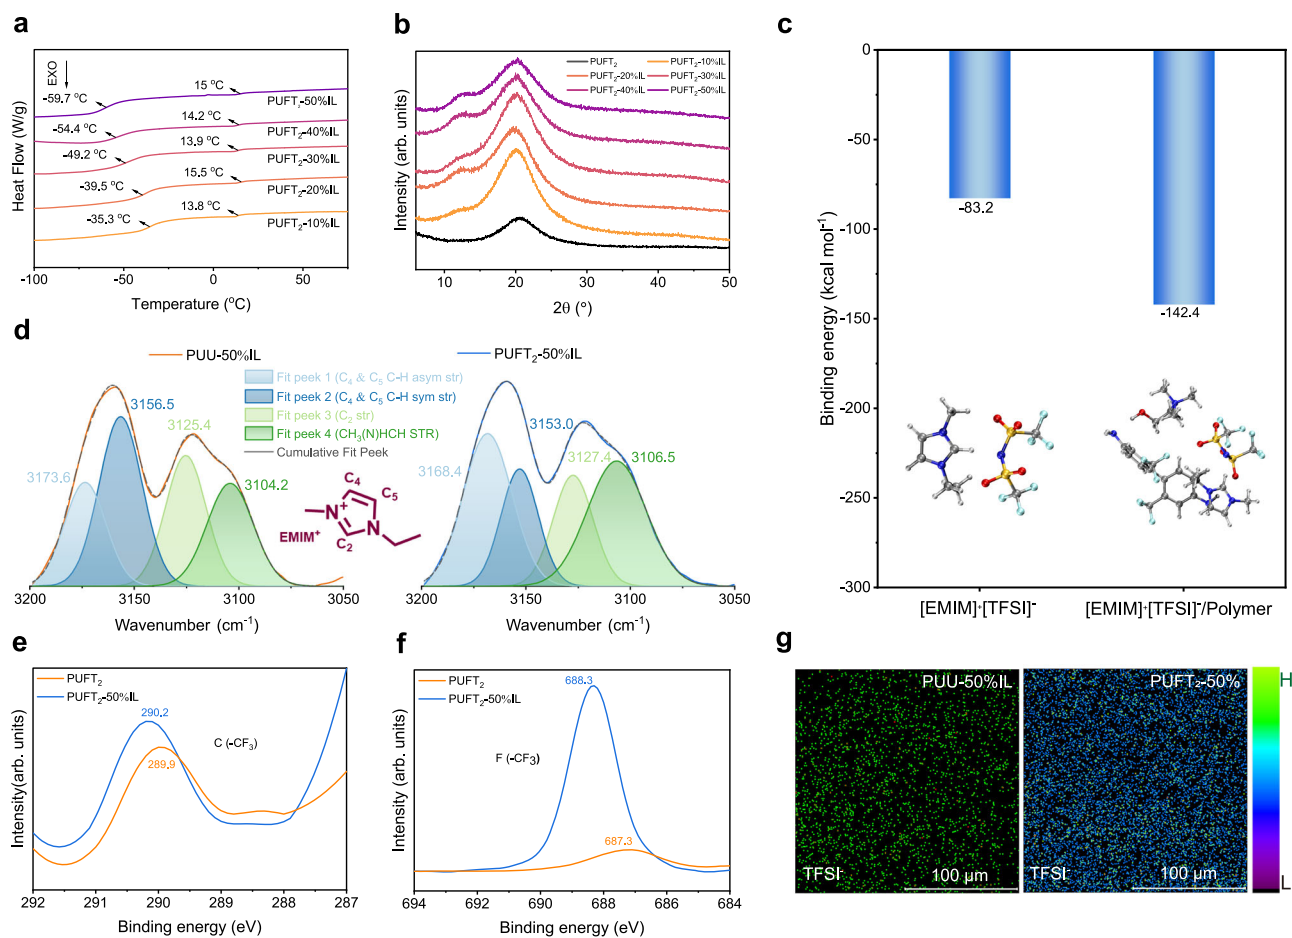 a
EXO
-59.7 °C
15 °C
PUFT₂-50%IL
-54.4 °C
14.2 °C
PUFT₂-40%IL
-49.2 °C
13.9 °C
PUFT₂-30%IL
-39.5 °C
15.5 °C
PUFT₂-20%IL
-35.3 °C
13.8 °C
PUFT₂-10%IL
Heat Flow (W/g)
-100 -50 0 50
Temperature (°C)
b
PUFT₂ PUFT₂-10%IL
PUFT₂-20%IL PUFT₂-30%IL
PUFT₂-40%IL PUFT₂-50%IL
Intensity (arb. units)
10 20 30 40 50
2θ (°)
c
0
-50
-100
-150
-200
-250
-300
Binding energy (kcal mol⁻¹)
-83.2
-142.4
[EMIM]⁺[TFSI]⁻ [EMIM]⁺[TFSI]⁻/Polymer
d
PUU-50%IL
PUFT₂-50%IL
Fit peek 1 (C₄ & C₅ C-H asym str)
Fit peek 2 (C₄ & C₅ C-H sym str)
Fit peek 3 (C₂ str)
Fit peek 4 (CH₃(N)HCH STR)
Cumulative Fit Peek
3173.6
3156.5
3125.4
3104.2
3168.4
3153.0
3127.4
3106.5
C₄
C₅
N
+
N
C₂
EMIM⁺
3200 3150 3100 3050
Wavenumber (cm⁻¹)
3200 3150 3100 3050
Wavenumber (cm⁻¹)
e
PUFT₂
PUFT₂-50%IL
290.2
289.9
C (-CF₃)
Intensity(arb. units)
292 291 290 289 288 287
Binding energy (eV)
f
PUFT₂
PUFT₂-50%IL
688.3
687.3
F (-CF₃)
Intensity (arb. units)
694 692 690 688 686 684
Binding energy (eV)
g
PUU-50%IL
TFSI⁻
100 µm
PUFT₂-50%
TFSI⁻
100 µm
H
L